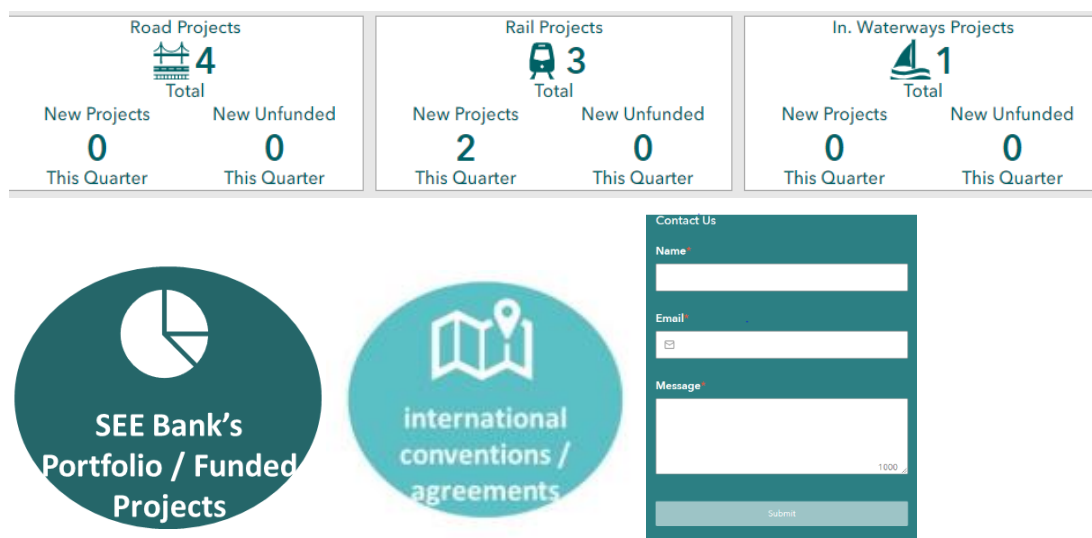 Road Projects
4
Total
New Projects
New Unfunded
0
0
This Quarter
This Quarter
Rail Projects
3
Total
New Projects
New Unfunded
2
0
This Quarter
This Quarter
In. Waterways Projects
1
Total
New Projects
New Unfunded
0
0
This Quarter
This Quarter
SEE Bank's
Portfolio / Funded
Projects
international
conventions /
agreements
Contact Us
Name*
Email*
Message*
1000
Submit